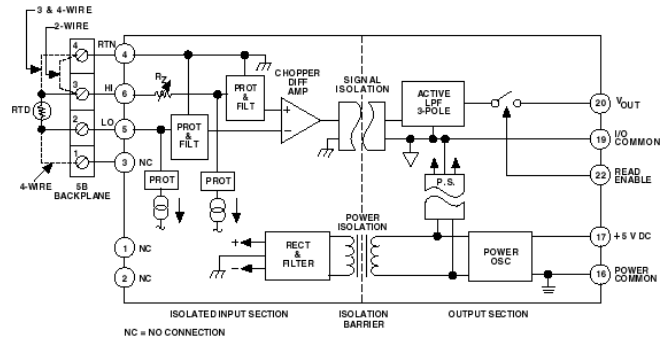 3 & 4-WIRE
2-WIRE
4
RTN
4
3
HI
6
RZ
RTD
2
LO
5
1
3
NC
4-WIRE
5B
BACKPLANE
1
NC
2
NC
PROT
& FILT
PROT
&
FILT
PROT
PROT
CHOPPER
DIFF
AMP
+
−
SIGNAL
ISOLATION
ACTIVE
LPF
3-POLE
20
VOUT
19
I/O
COMMON
22
READ
ENABLE
P.S.
POWER
ISOLATION
+
−
RECT
&
FILTER
POWER
OSC
17
+5 V DC
16
POWER
COMMON
ISOLATED INPUT SECTION
ISOLATION
BARRIER
OUTPUT SECTION
NC = NO CONNECTION